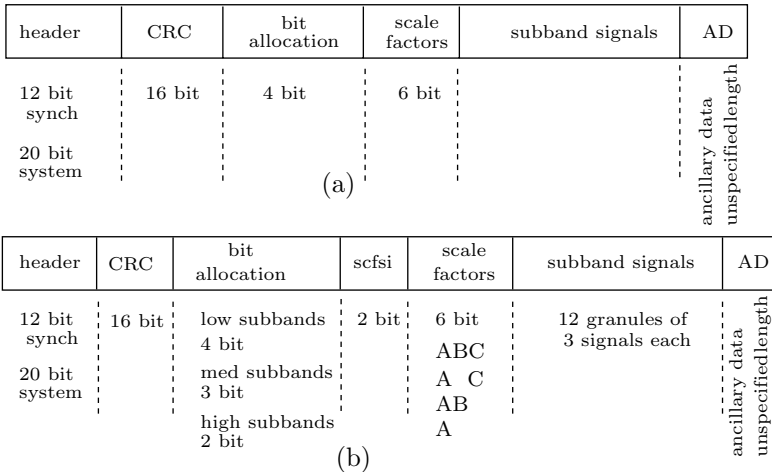 header CRC bit allocation scale factors subband signals AD
12 bit synch 16 bit 4 bit 6 bit
20 bit system
ancillary data
unspecifiedlength
(a)
header CRC bit allocation scfsi scale factors subband signals AD
12 bit synch 16 bit low subbands 2 bit 6 bit 12 granules of
4 bit 3 signals each
ABC
20 bit system med subbands A C
3 bit
AB
high subbands A
2 bit
ancillary data
unspecifiedlength
(b)